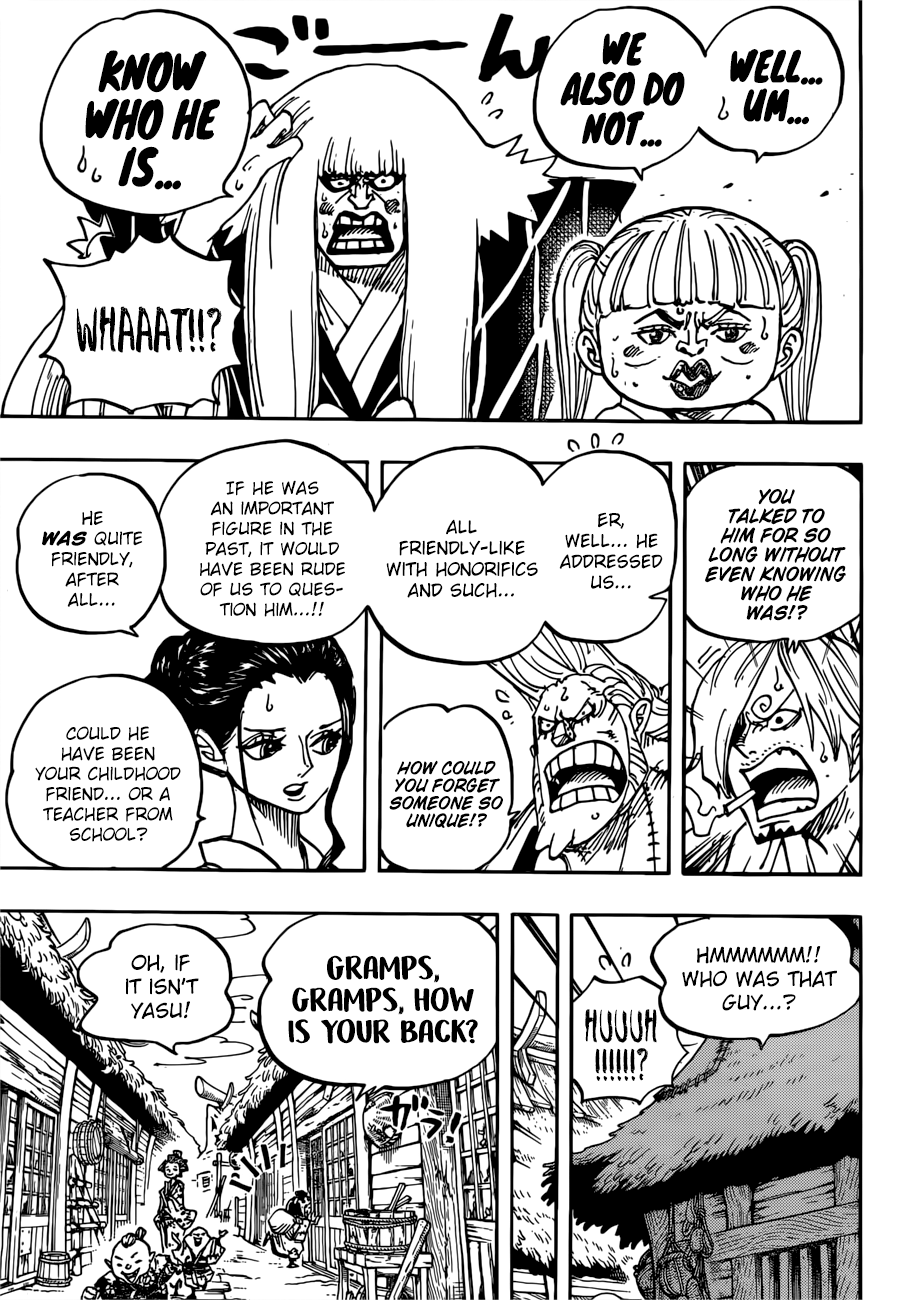 ごーん
WELL...
UM...
WE
ALSO DO
NOT...
KNOW
WHO HE
IS...
WHAAAT!!?
YOU
TALKED TO
HIM FOR SO
LONG WITHOUT
EVEN KNOWING
WHO HE
WAS!?
ER,
WELL... HE
ADDRESSED
US...
ALL
FRIENDLY-LIKE
WITH HONORIFICS
AND SUCH...
HOW COULD
YOU FORGET
SOMEONE SO
UNIQUE!?
IF HE WAS
AN IMPORTANT
FIGURE IN THE
PAST, IT WOULD
HAVE BEEN RUDE
OF US TO QUES-
TION HIM...!!
HE
WAS QUITE
FRIENDLY,
AFTER
ALL...
COULD HE
HAVE BEEN
YOUR CHILDHOOD
FRIEND... OR A
TEACHER FROM
SCHOOL?
HMMMMMM!!
WHO WAS THAT
GUY...?
HUUUH
!!!!!!!?
GRAMPS,
GRAMPS, HOW
IS YOUR BACK?
ガラッ!
OH, IF
IT ISN'T
YASU!